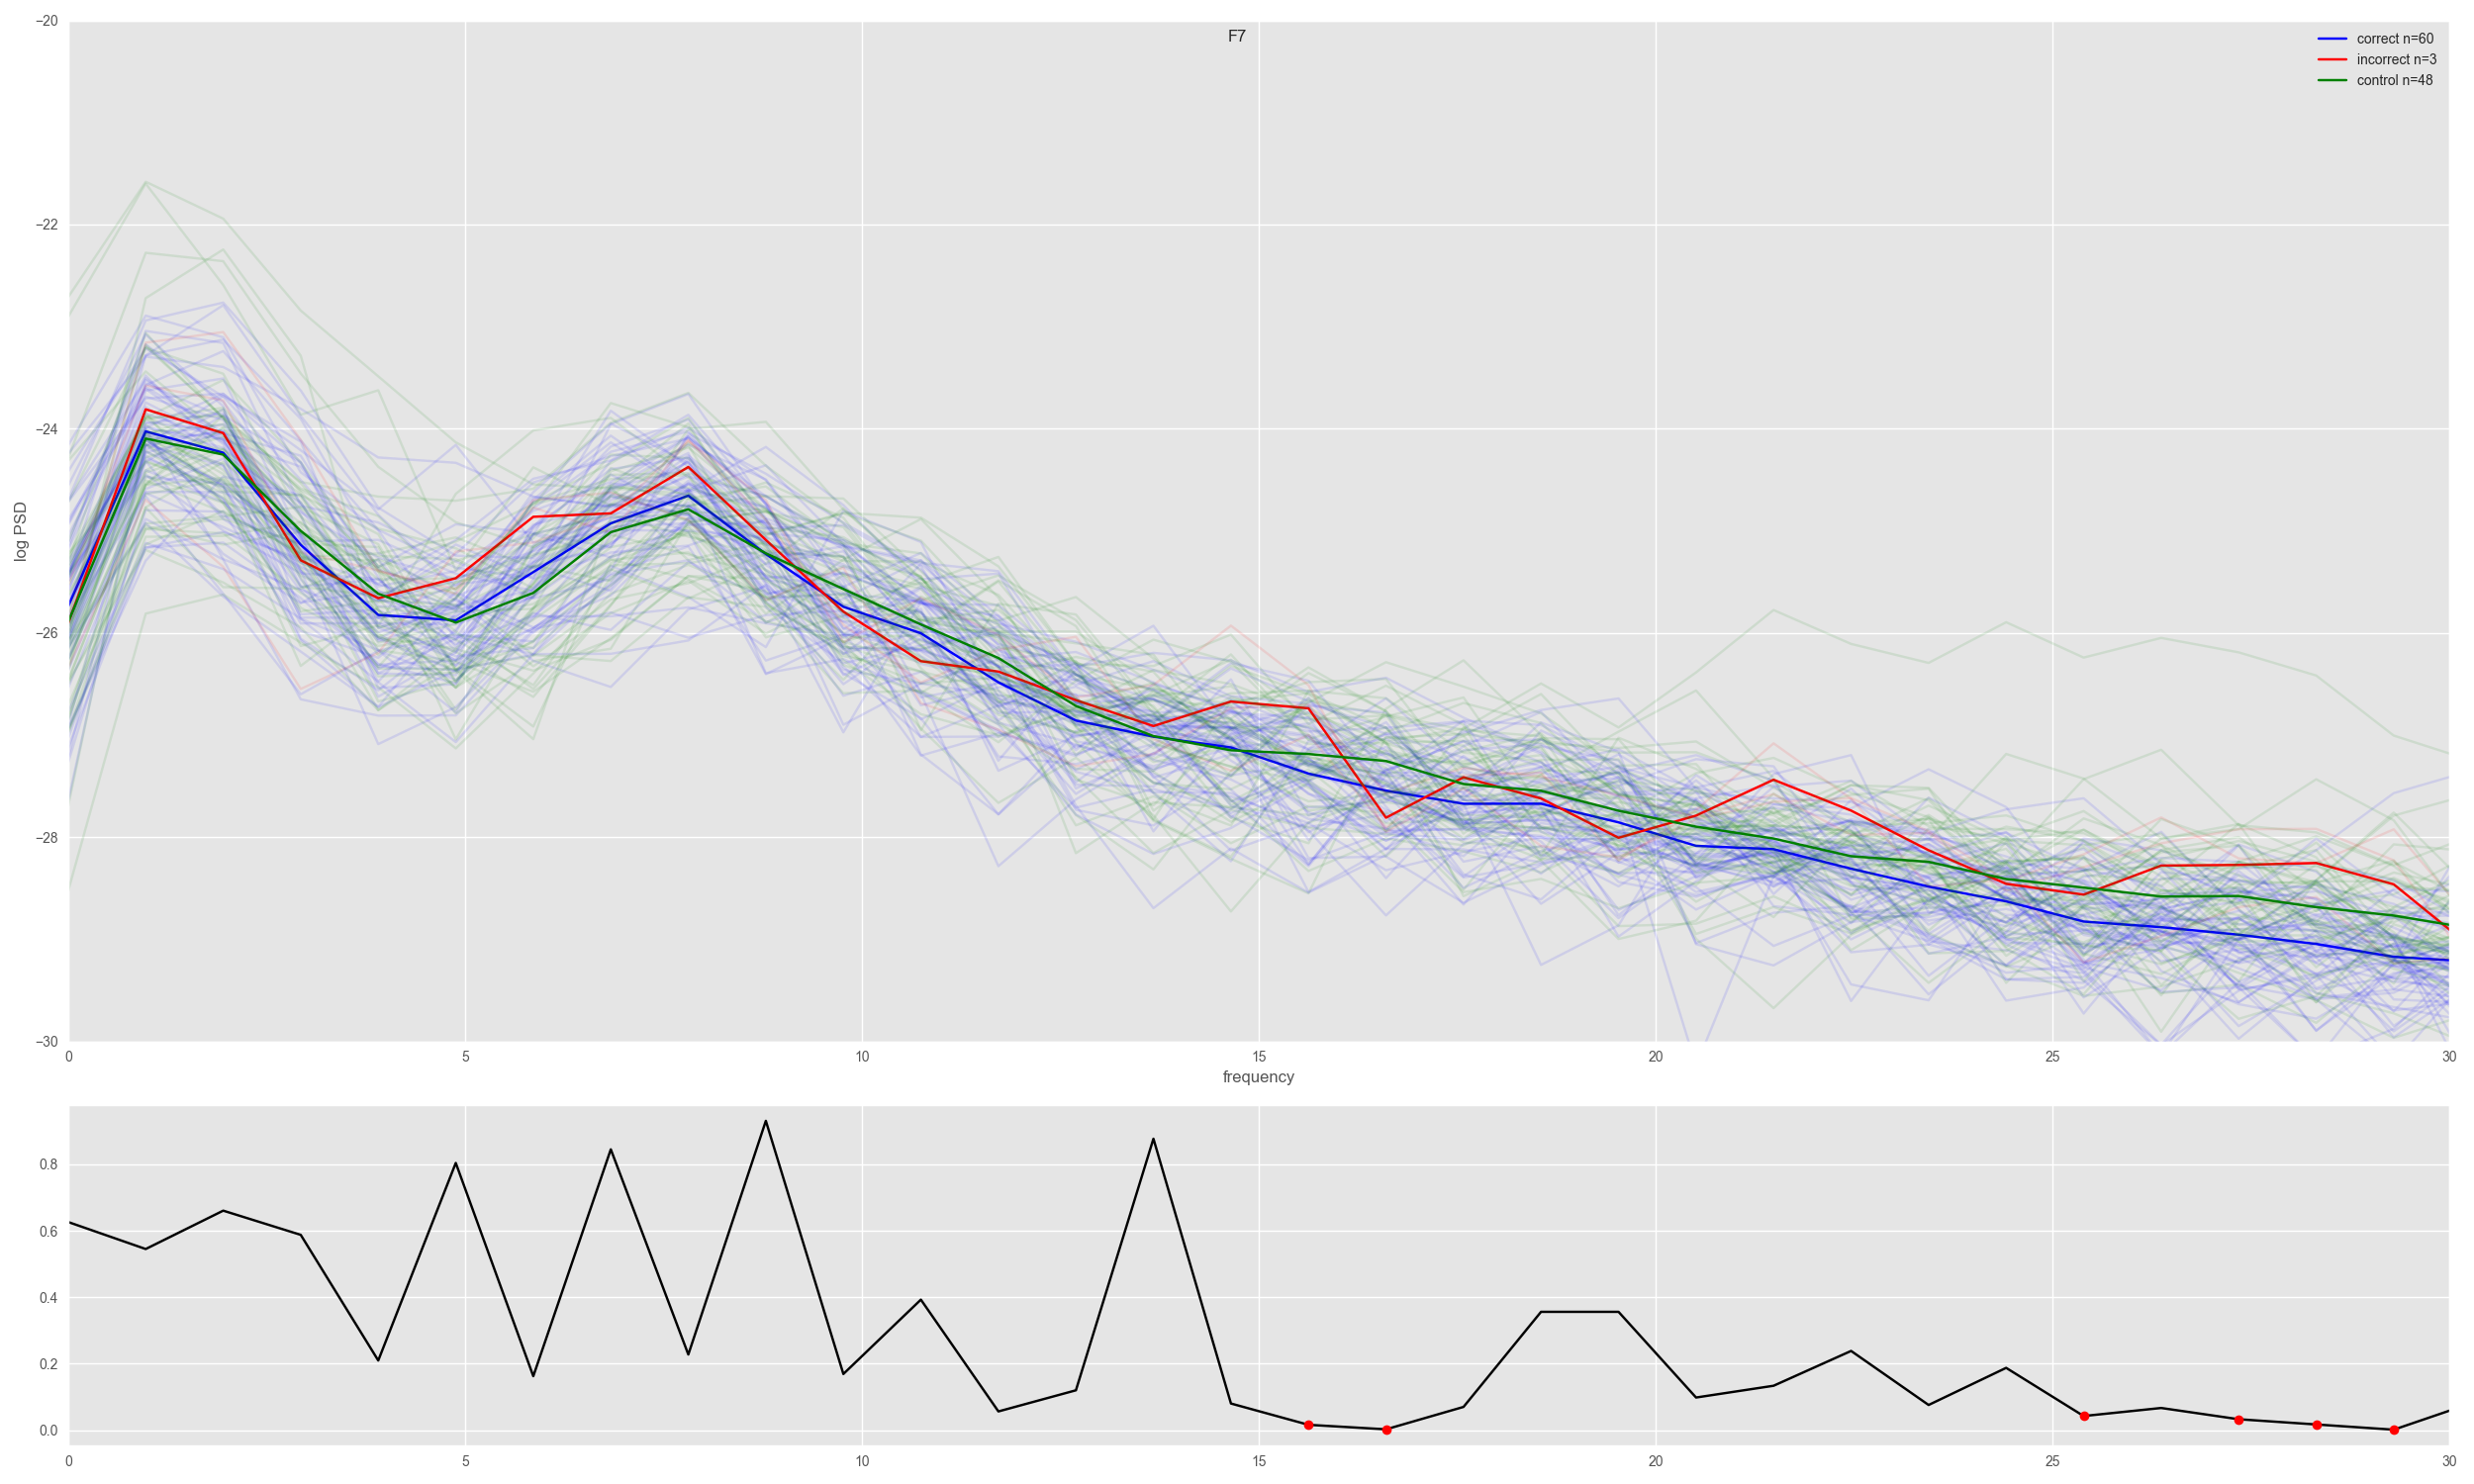 F7
correct n=60
incorrect n=3
control n=48
log PSD
−20
−22
−24
−26
−28
−30
0 5 10 15 20 25 30
frequency
0.8
0.6
0.4
0.2
0.0
0 5 10 15 20 25 30